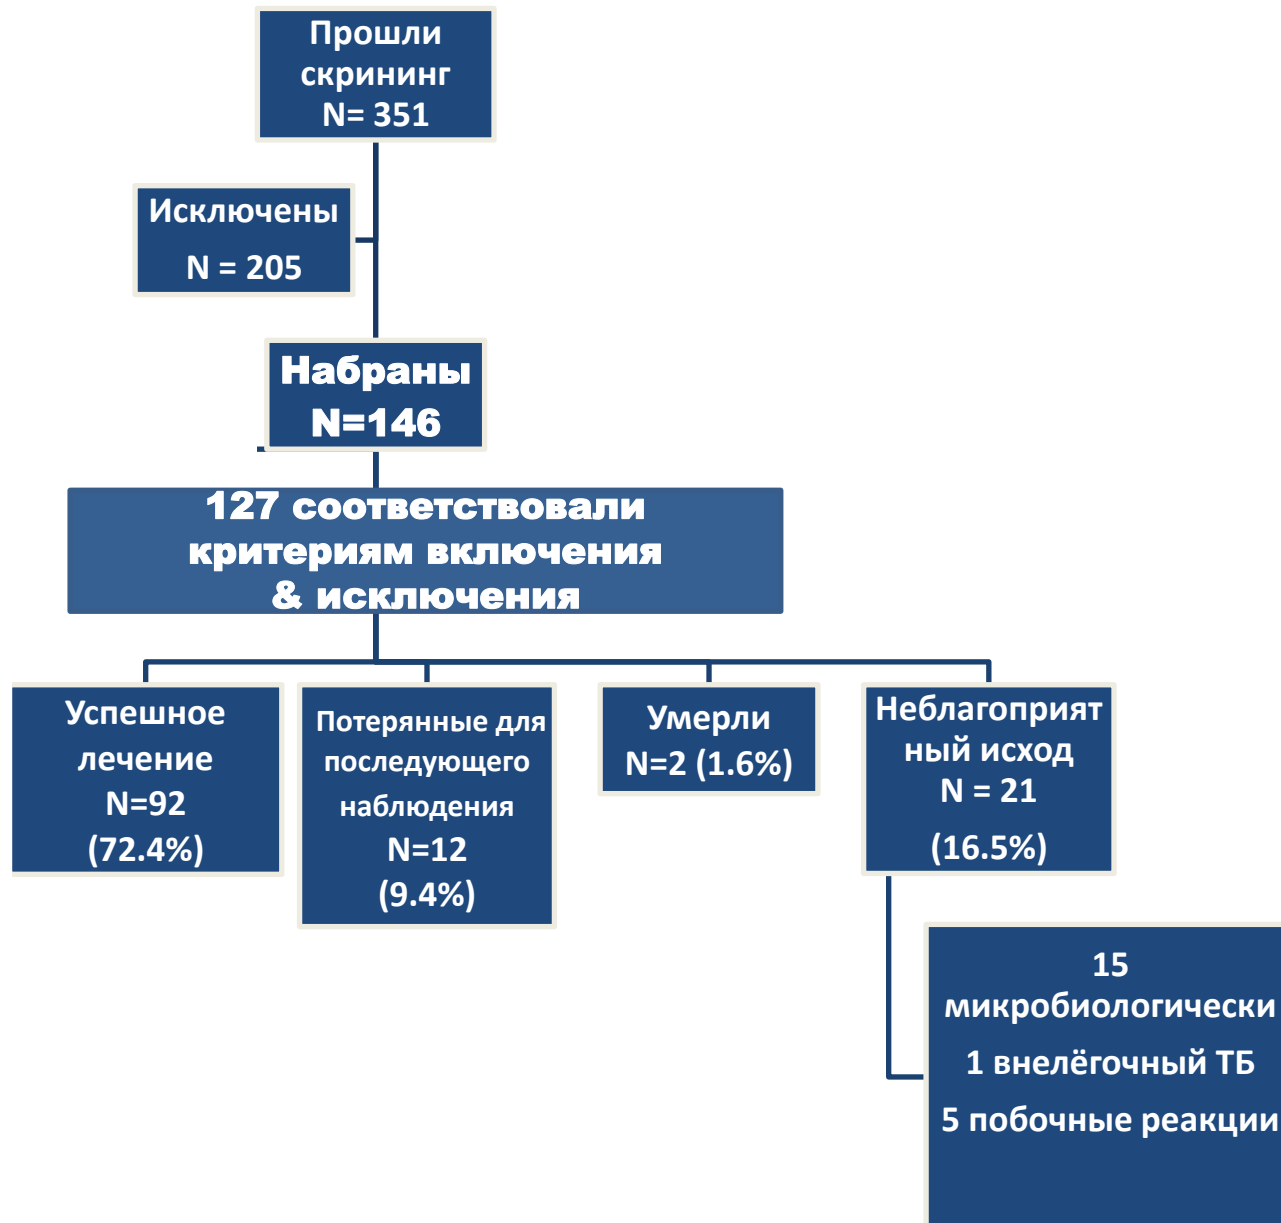 Прошли
скрининг
N= 351
Исключены
N = 205
Набраны
N=146
127 соответствовали
критериям включения
& исключения
Успешное
лечение
N=92
(72.4%)
Потерянные для
последующего
наблюдения
N=12
(9.4%)
Умерли
N=2 (1.6%)
Неблагоприят
ный исход
N = 21
(16.5%)
15
микробиологически
1 внелёгочный ТБ
5 побочные реакции